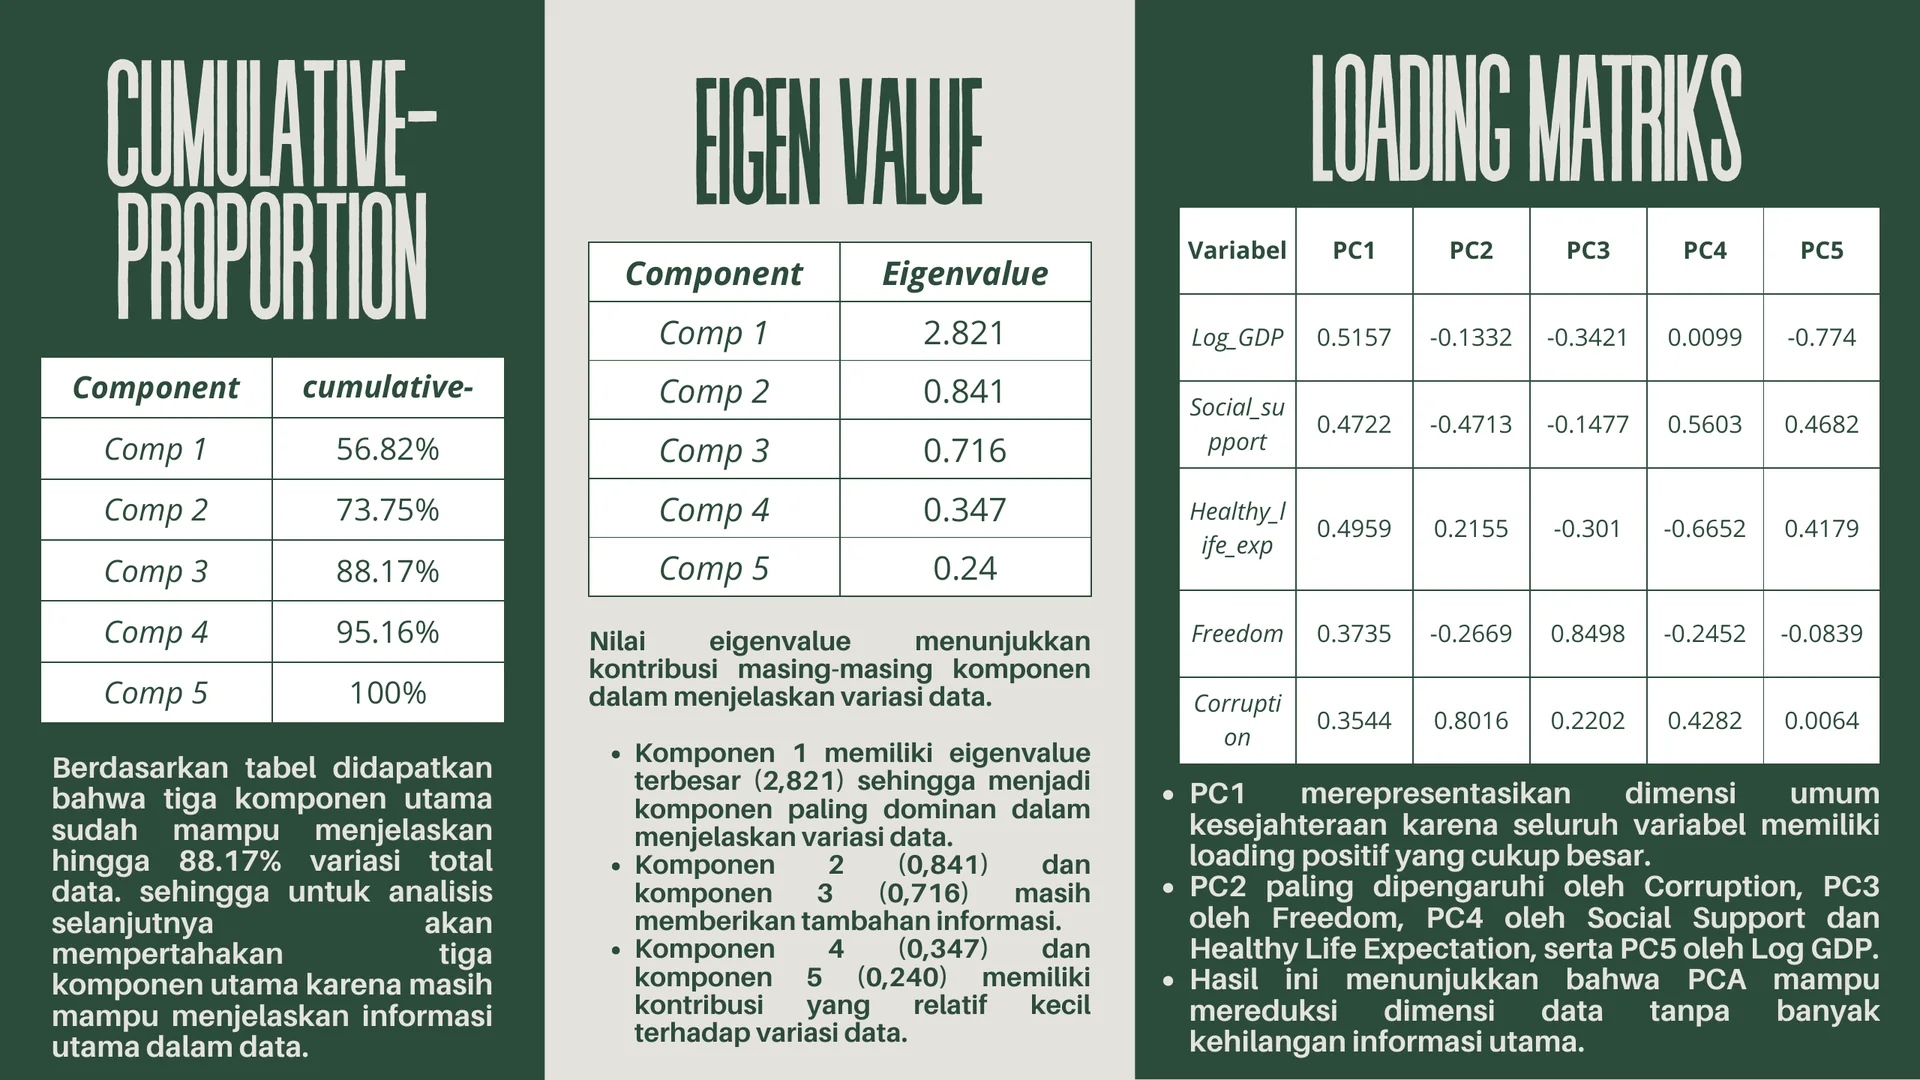 CUMULATIVE-
PROPORTION
Component cumulative-
Comp 1 56.82%
Comp 2 73.75%
Comp 3 88.17%
Comp 4 95.16%
Comp 5 100%
Berdasarkan tabel didapatkan
bahwa tiga komponen utama
sudah mampu menjelaskan
hingga 88.17% variasi total
data. sehingga untuk analisis
selanjutnya akan
mempertahakan tiga
komponen utama karena masih
mampu menjelaskan informasi
utama dalam data.
EIGEN VALUE
Component Eigenvalue
Comp 1 2.821
Comp 2 0.841
Comp 3 0.716
Comp 4 0.347
Comp 5 0.24
Nilai eigenvalue menunjukkan
kontribusi masing-masing komponen
dalam menjelaskan variasi data.
• Komponen 1 memiliki eigenvalue
terbesar (2,821) sehingga menjadi
komponen paling dominan dalam
menjelaskan variasi data.
• Komponen 2 (0,841) dan
komponen 3 (0,716) masih
memberikan tambahan informasi.
• Komponen 4 (0,347) dan
komponen 5 (0,240) memiliki
kontribusi yang relatif kecil
terhadap variasi data.
LOADING MATRIKS
Variabel PC1 PC2 PC3 PC4 PC5
Log_GDP 0.5157 -0.1332 -0.3421 0.0099 -0.774
Social_su
pport 0.4722 -0.4713 -0.1477 0.5603 0.4682
Healthy_l
ife_exp 0.4959 0.2155 -0.301 -0.6652 0.4179
Freedom 0.3735 -0.2669 0.8498 -0.2452 -0.0839
Corrupti
on 0.3544 0.8016 0.2202 0.4282 0.0064
• PC1 merepresentasikan dimensi umum
kesejahteraan karena seluruh variabel memiliki
loading positif yang cukup besar.
• PC2 paling dipengaruhi oleh Corruption, PC3
oleh Freedom, PC4 oleh Social Support dan
Healthy Life Expectation, serta PC5 oleh Log GDP.
• Hasil ini menunjukkan bahwa PCA mampu
mereduksi dimensi data tanpa banyak
kehilangan informasi utama.